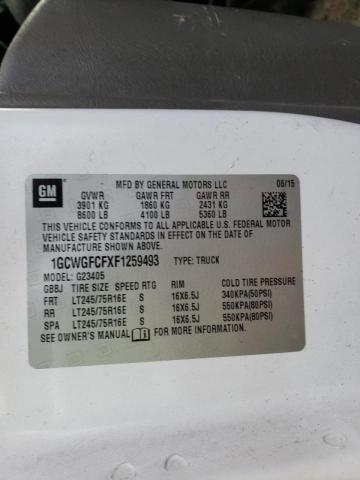 GM
MFD BY GENERAL MOTORS LLC 06/15
GVWR GAWR FRT GAWR RR
3901 KG 1860 KG 2431 KG
8600 LB 4100 LB 5360 LB
THIS VEHICLE CONFORMS TO ALL APPLICABLE U.S. FEDERAL MOTOR
VEHICLE SAFETY AND THEFT PREVENTION STANDARDS IN EFFECT ON THE DATE
OF MANUFACTURE SHOWN ABOVE.
1GCWGFCFXF1259493 TYPE: TRUCK
MODEL: G23405
GBBJ TIRE SIZE SPEED RTG RIM COLD TIRE PRESSURE
FRT LT245/75R16E S 16X6.5J 340KPA(50PSI)
RR LT245/75R16E S 16X6.5J 550KPA(80PSI)
SPA LT245/75R16E S 16X6.5J 550KPA(80PSI)
SEE OWNER'S MANUAL FOR MORE INFORMATION.